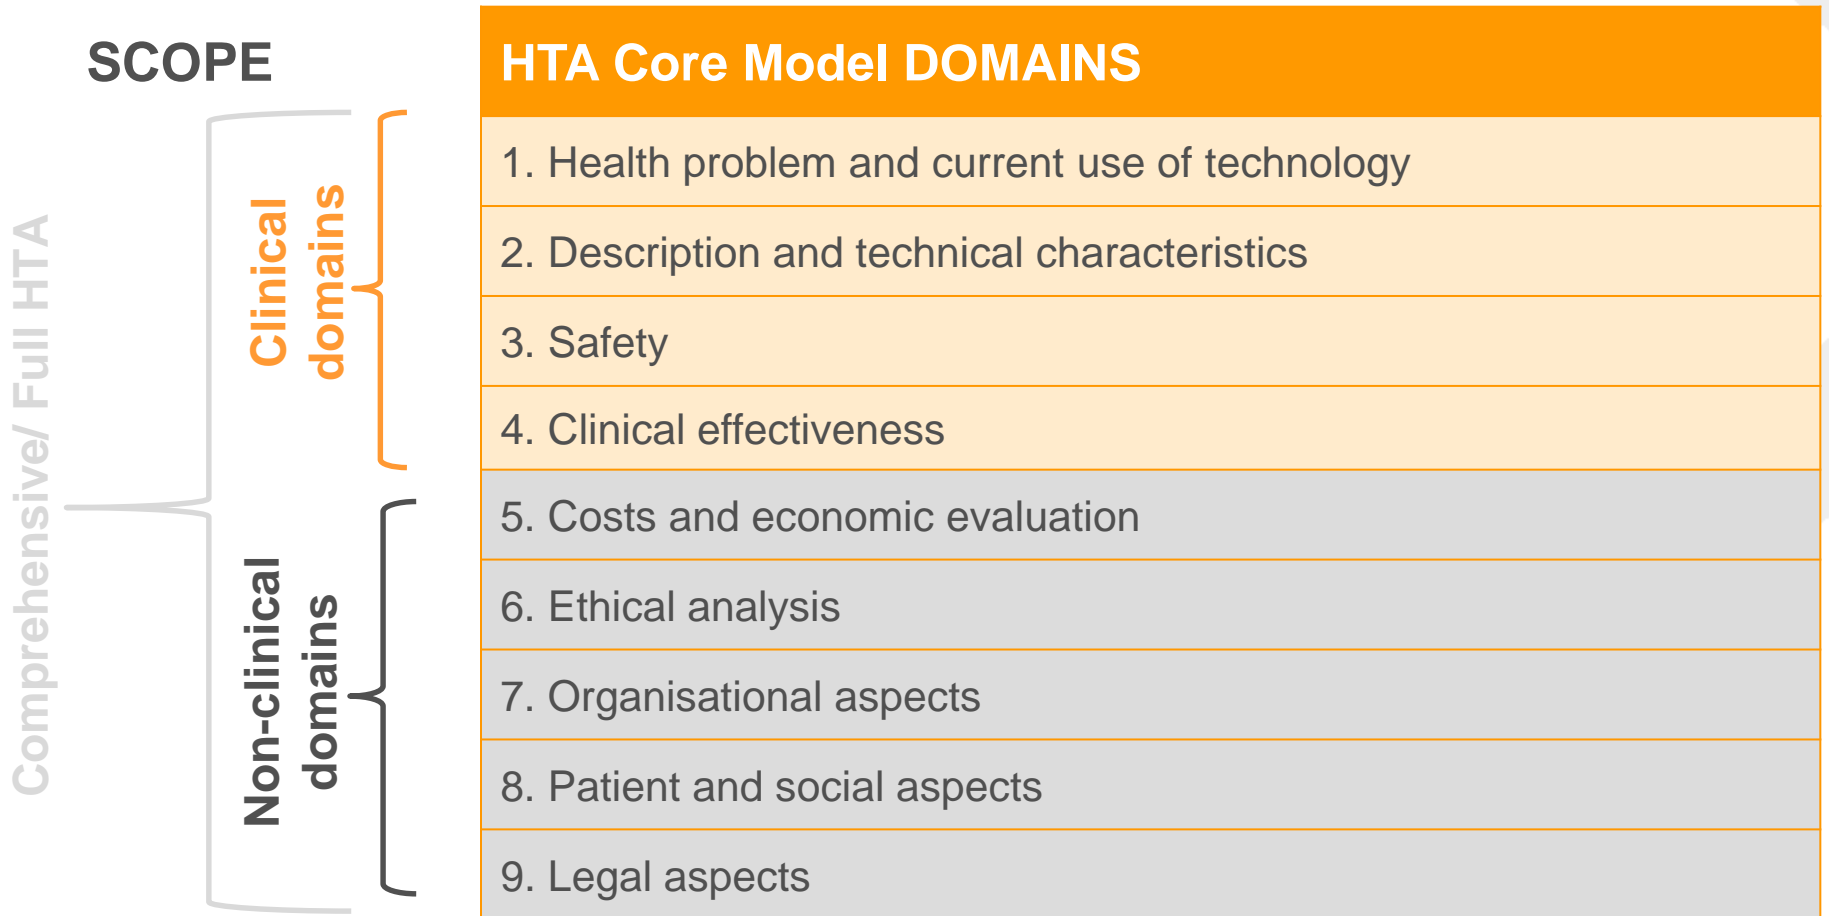 SCOPE
HTA Core Model DOMAINS
Comprehensive/ Full HTA
Clinical
domains
1. Health problem and current use of technology
2. Description and technical characteristics
3. Safety
4. Clinical effectiveness
Non-clinical
domains
5. Costs and economic evaluation
6. Ethical analysis
7. Organisational aspects
8. Patient and social aspects
9. Legal aspects